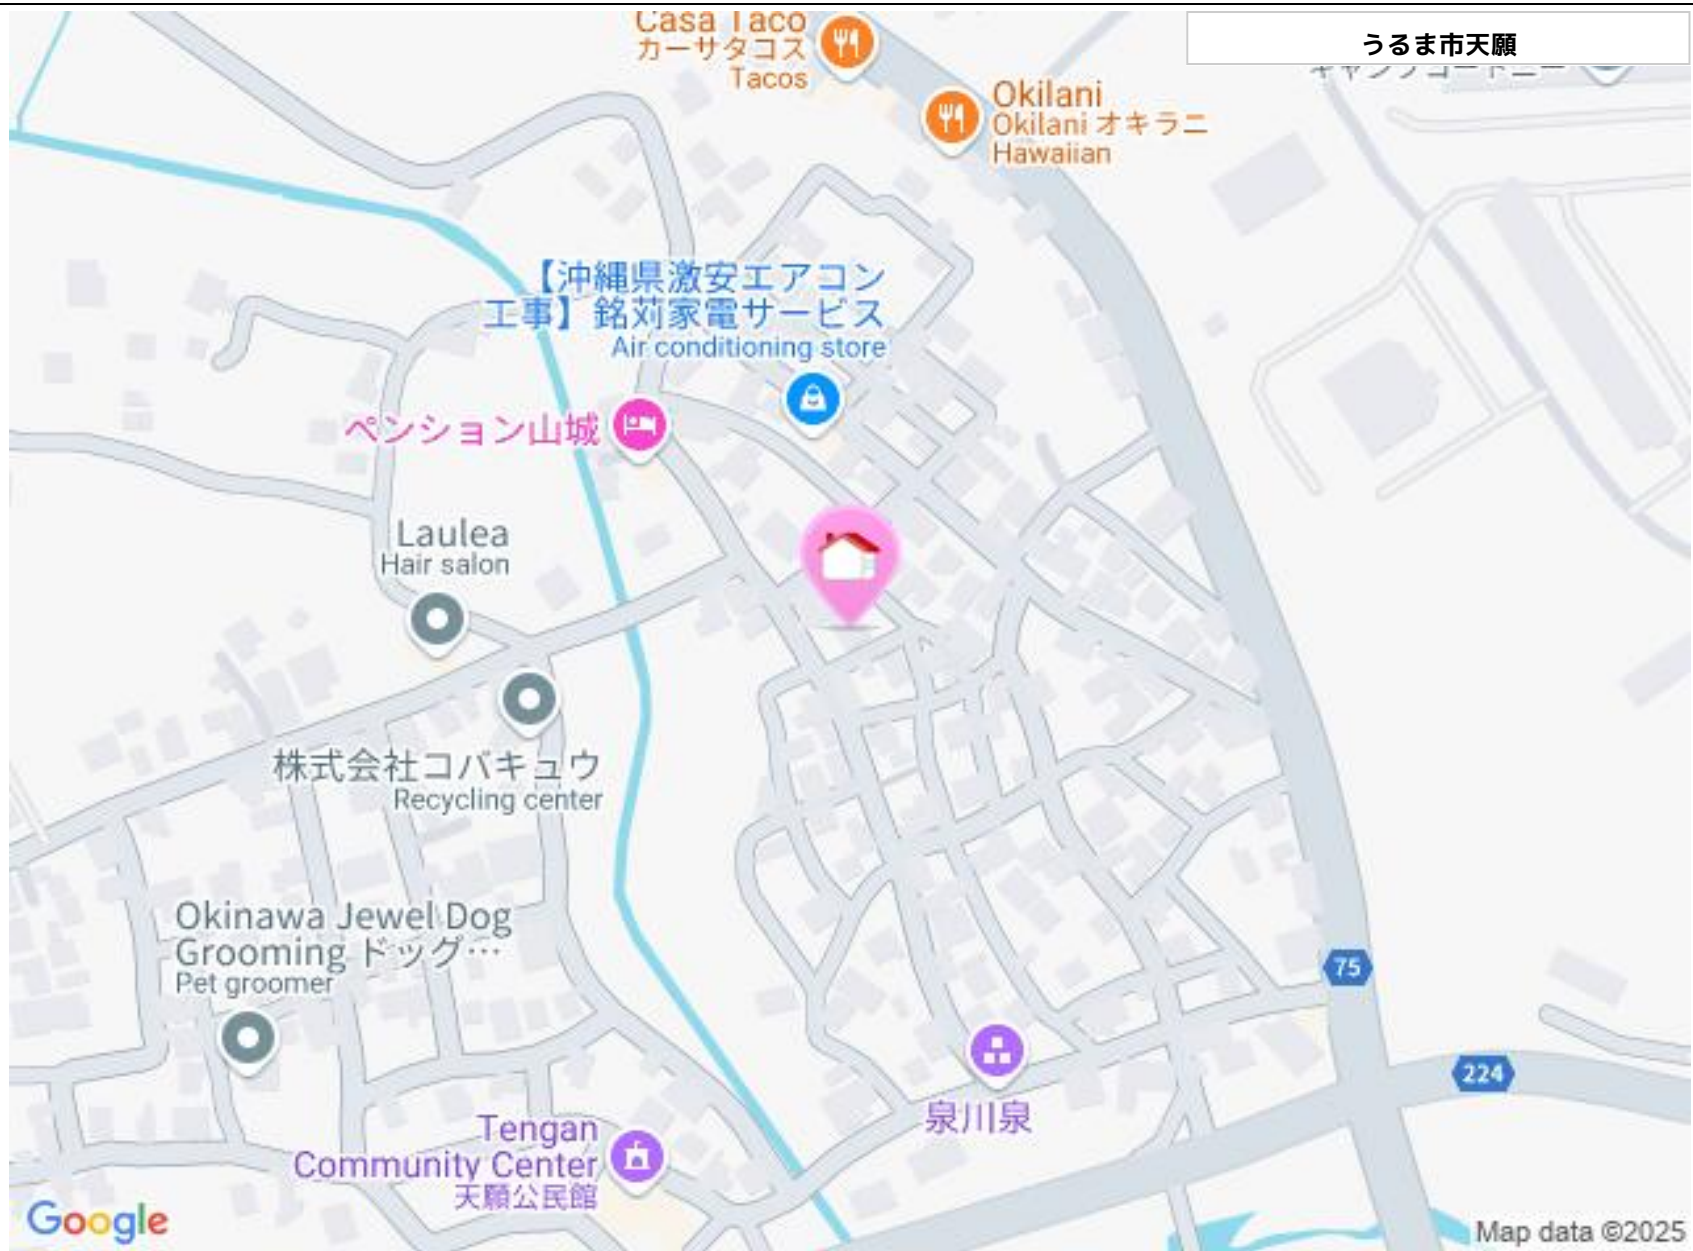 Casa Taco
カーサタコス
Tacos
うるま市天願
Okilani
Okilani オキラニ
Hawaiian
【沖縄県激安エアコン
工事】銘苅家電サービス
Air conditioning store
ペンション山城
Laulea
Hair salon
株式会社コバキュウ
Recycling center
Okinawa Jewel Dog
Grooming ドッグ…
Pet groomer
75
224
泉川泉
Tengan
Community Center
天願公民館
Google
Map data ©2025